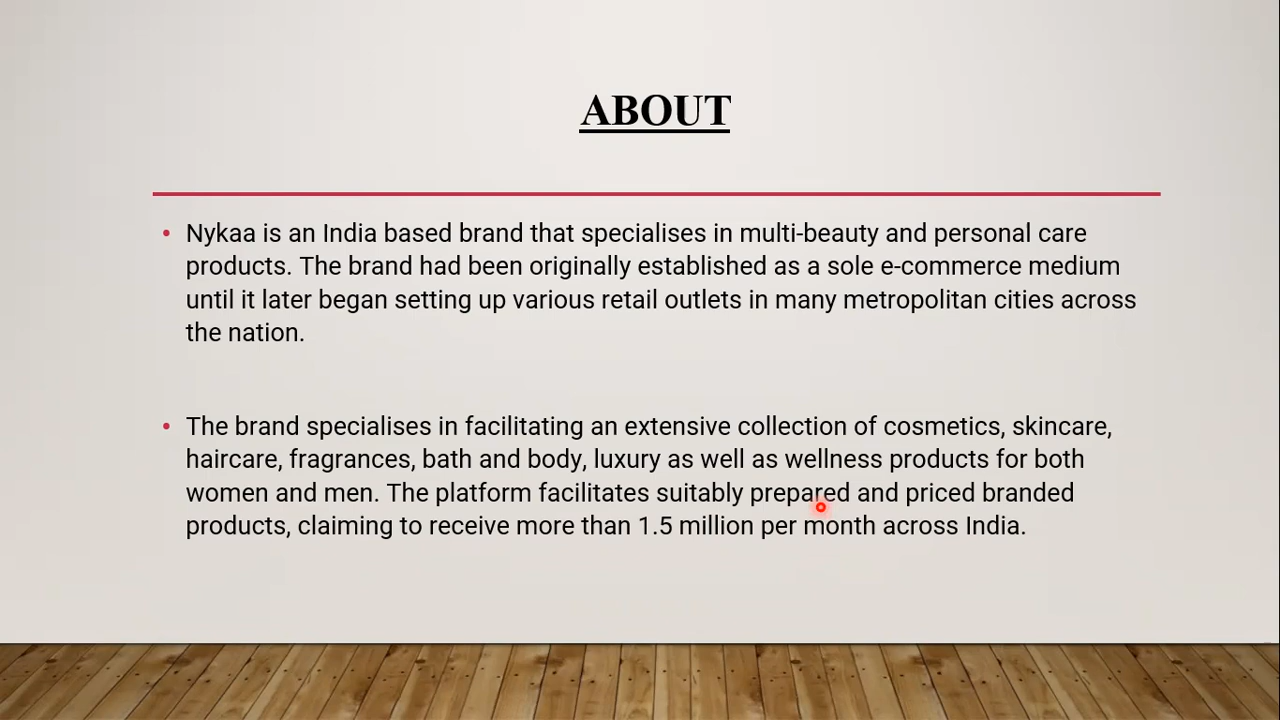 ABOUT
• Nykaa is an India based brand that specialises in multi-beauty and personal care
products. The brand had been originally established as a sole e-commerce medium
until it later began setting up various retail outlets in many metropolitan cities across
the nation.
• The brand specialises in facilitating an extensive collection of cosmetics, skincare,
haircare, fragrances, bath and body, luxury as well as wellness products for both
women and men. The platform facilitates suitably prepared and priced branded
products, claiming to receive more than 1.5 million per month across India.